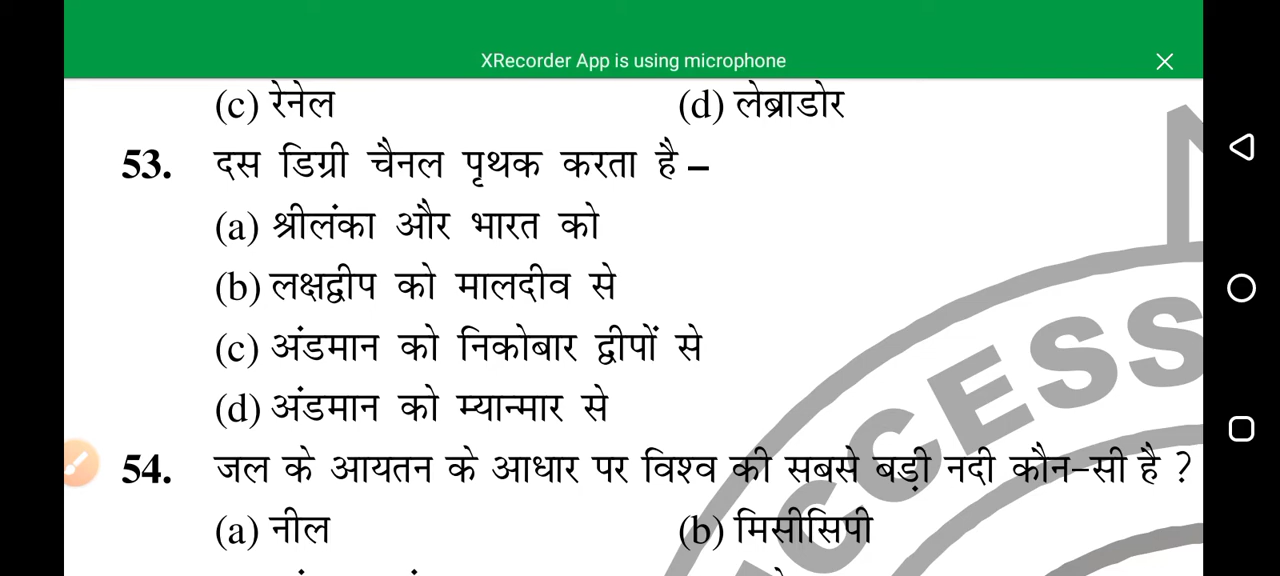 XRecorder App is using microphone
(c) रेनेल (d) लेब्राडोर
53. दस डिग्री चैनल पृथक करता है –
(a) श्रीलंका और भारत को
(b) लक्षद्वीप को मालदीव से
(c) अंडमान को निकोबार द्वीपों से
(d) अंडमान को म्यान्मार से
54. जल के आयतन के आधार पर विश्व की सबसे बड़ी नदी कौन-सी है ?
(a) नील (b) मिसीसिपी